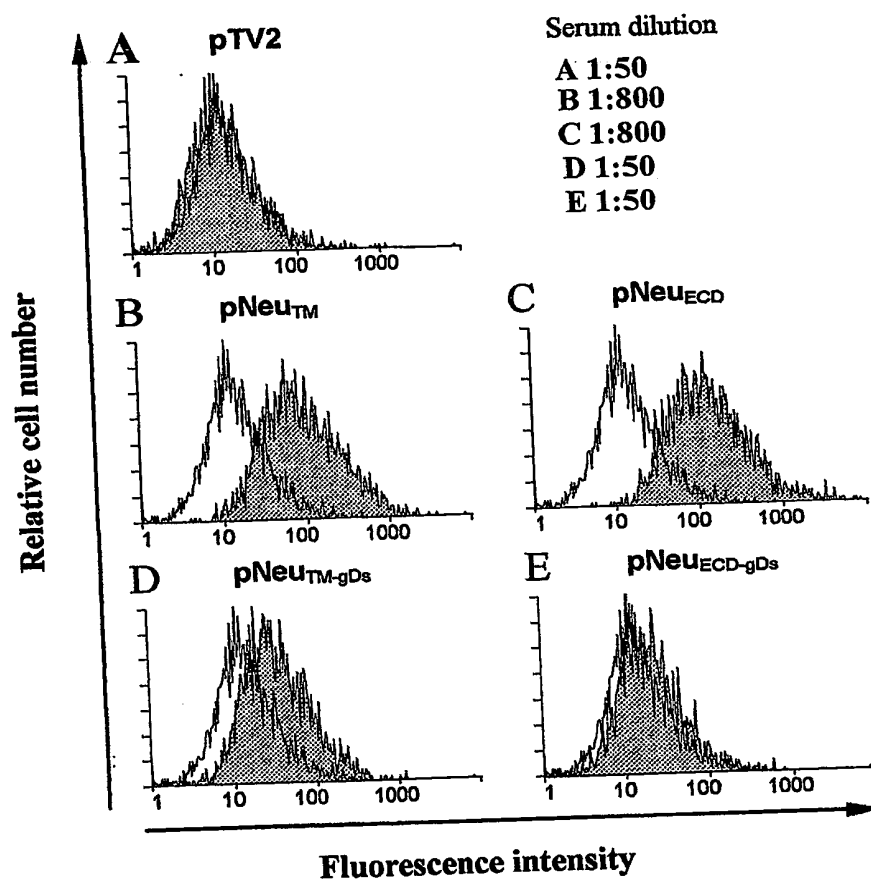 A
pTV2
Serum dilution
A 1:50
B 1:800
C 1:800
D 1:50
E 1:50
1 10 100 1000
B
pNeuTM
1 10 100 1000
C
pNeuECD
1 10 100 1000
D
pNeuTM-gDs
1 10 100 1000
E
pNeuECD-gDs
1 10 100 1000
Relative cell number
Fluorescence intensity